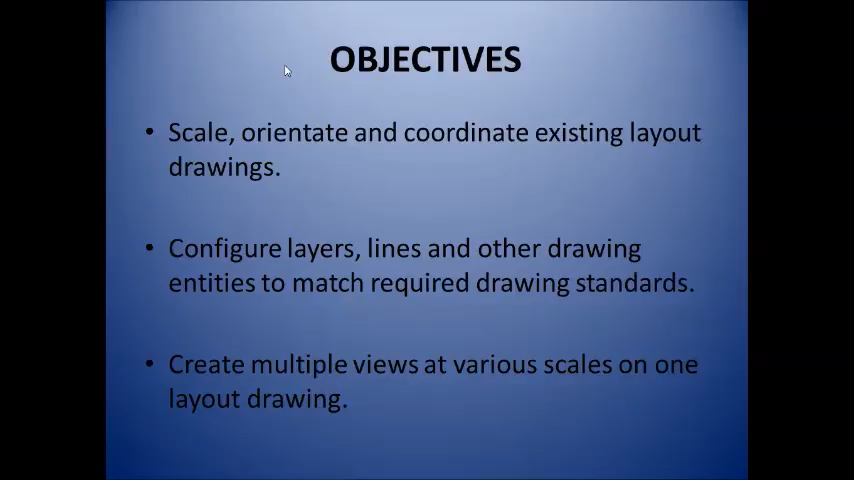 OBJECTIVES
• Scale, orientate and coordinate existing layout
drawings.
• Configure layers, lines and other drawing
entities to match required drawing standards.
• Create multiple views at various scales on one
layout drawing.